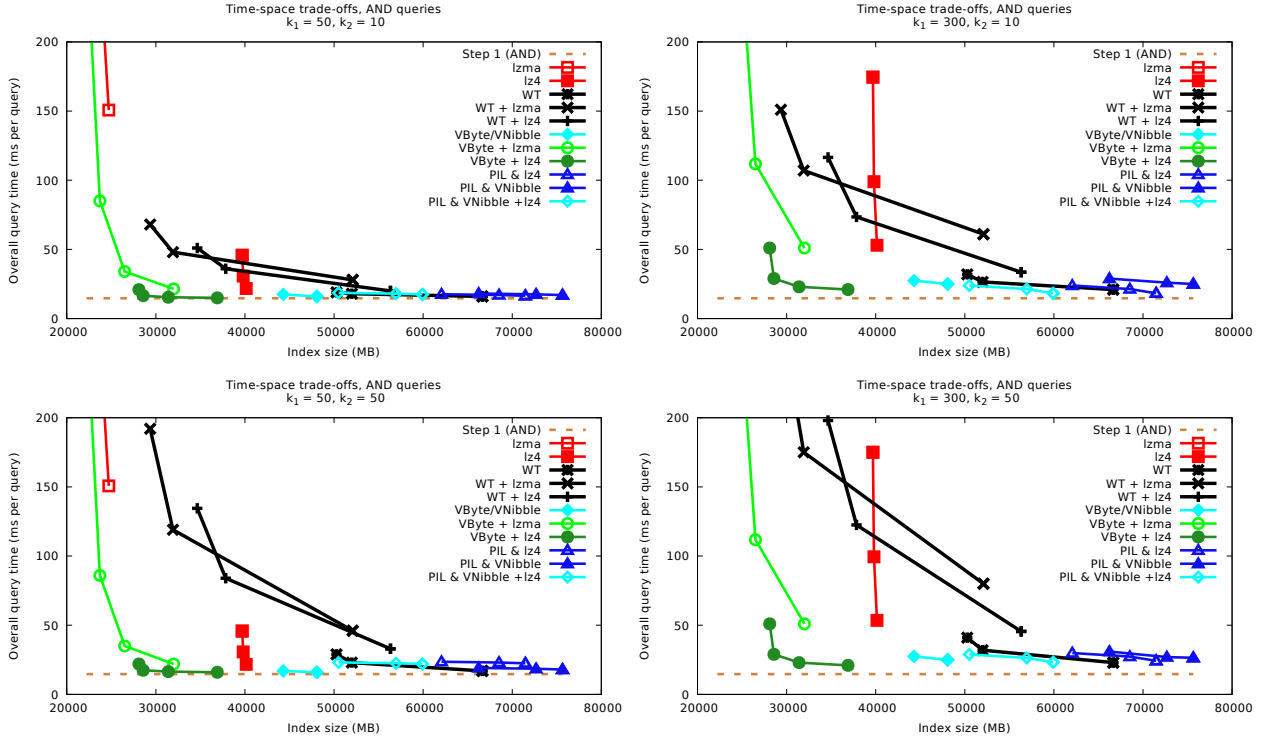 Time-space trade-offs, AND queries
k1 = 50, k2 = 10
Overall query time (ms per query)
200
150
100
50
0
20000 30000 40000 50000 60000 70000 80000
Index size (MB)
Step 1 (AND)
lzma
lz4
WT
WT + lzma
WT + lz4
VByte/VNibble
VByte + lzma
VByte + lz4
PIL & lz4
PIL & VNibble
PIL & VNibble +lz4
Time-space trade-offs, AND queries
k1 = 300, k2 = 10
Overall query time (ms per query)
200
150
100
50
0
20000 30000 40000 50000 60000 70000 80000
Index size (MB)
Step 1 (AND)
lzma
lz4
WT
WT + lzma
WT + lz4
VByte/VNibble
VByte + lzma
VByte + lz4
PIL & lz4
PIL & VNibble
PIL & VNibble +lz4
Time-space trade-offs, AND queries
k1 = 50, k2 = 50
Overall query time (ms per query)
200
150
100
50
0
20000 30000 40000 50000 60000 70000 80000
Index size (MB)
Step 1 (AND)
lzma
lz4
WT
WT + lzma
WT + lz4
VByte/VNibble
VByte + lzma
VByte + lz4
PIL & lz4
PIL & VNibble
PIL & VNibble +lz4
Time-space trade-offs, AND queries
k1 = 300, k2 = 50
Overall query time (ms per query)
200
150
100
50
0
20000 30000 40000 50000 60000 70000 80000
Index size (MB)
Step 1 (AND)
lzma
lz4
WT
WT + lzma
WT + lz4
VByte/VNibble
VByte + lzma
VByte + lz4
PIL & lz4
PIL & VNibble
PIL & VNibble +lz4